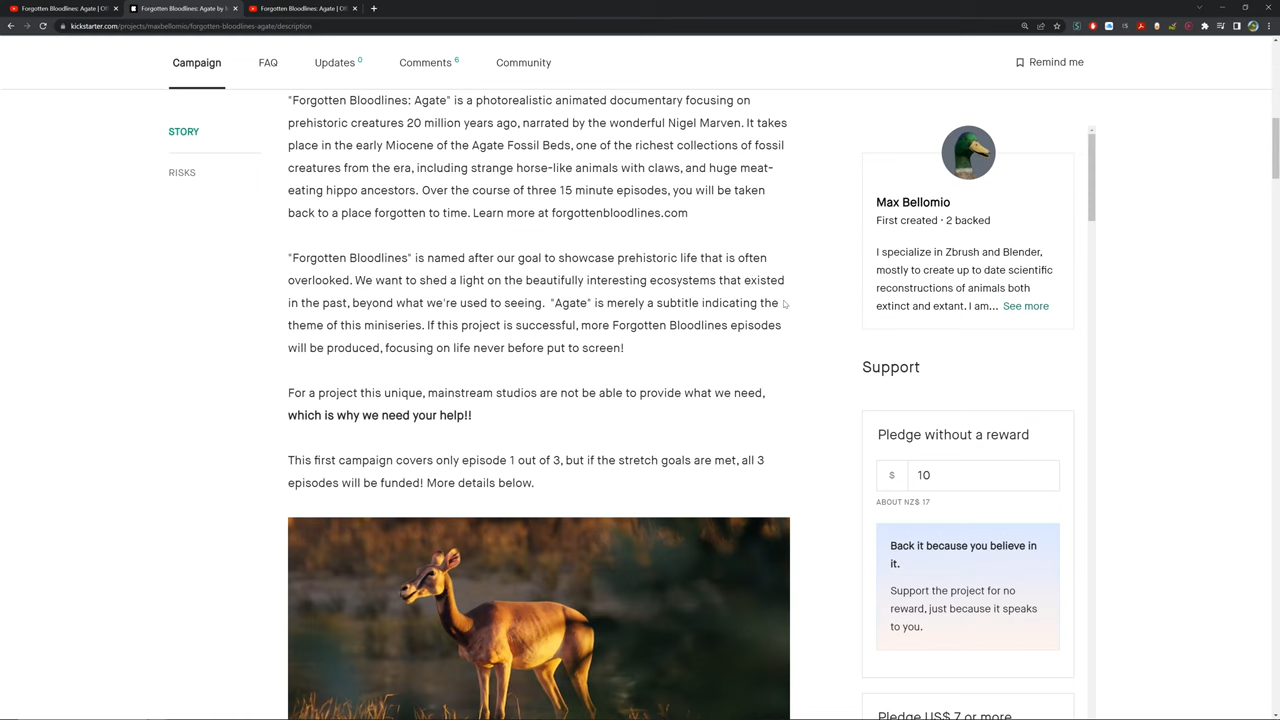 Forgotten Bloodlines: Agate | Of
Forgotten Bloodlines: Agate by M
Forgotten Bloodlines: Agate | Of
kickstarter.com/projects/maxbellomio/forgotten-bloodlines-agate/description
Campaign
FAQ
Updates 0
Comments 6
Community
Remind me
STORY
RISKS
"Forgotten Bloodlines: Agate" is a photorealistic animated documentary focusing on
prehistoric creatures 20 million years ago, narrated by the wonderful Nigel Marven. It takes
place in the early Miocene of the Agate Fossil Beds, one of the richest collections of fossil
creatures from the era, including strange horse-like animals with claws, and huge meat-
eating hippo ancestors. Over the course of three 15 minute episodes, you will be taken
back to a place forgotten to time. Learn more at forgottenbloodlines.com
"Forgotten Bloodlines" is named after our goal to showcase prehistoric life that is often
overlooked. We want to shed a light on the beautifully interesting ecosystems that existed
in the past, beyond what we're used to seeing. "Agate" is merely a subtitle indicating the
theme of this miniseries. If this project is successful, more Forgotten Bloodlines episodes
will be produced, focusing on life never before put to screen!
For a project this unique, mainstream studios are not be able to provide what we need,
which is why we need your help!!
This first campaign covers only episode 1 out of 3, but if the stretch goals are met, all 3
episodes will be funded! More details below.
Max Bellomio
First created · 2 backed
I specialize in Zbrush and Blender,
mostly to create up to date scientific
reconstructions of animals both
extinct and extant. I am... See more
Support
Pledge without a reward
$ 10
ABOUT NZ$ 17
Back it because you believe in
it.
Support the project for no
reward, just because it speaks
to you.
Pledge US$ 7 or more